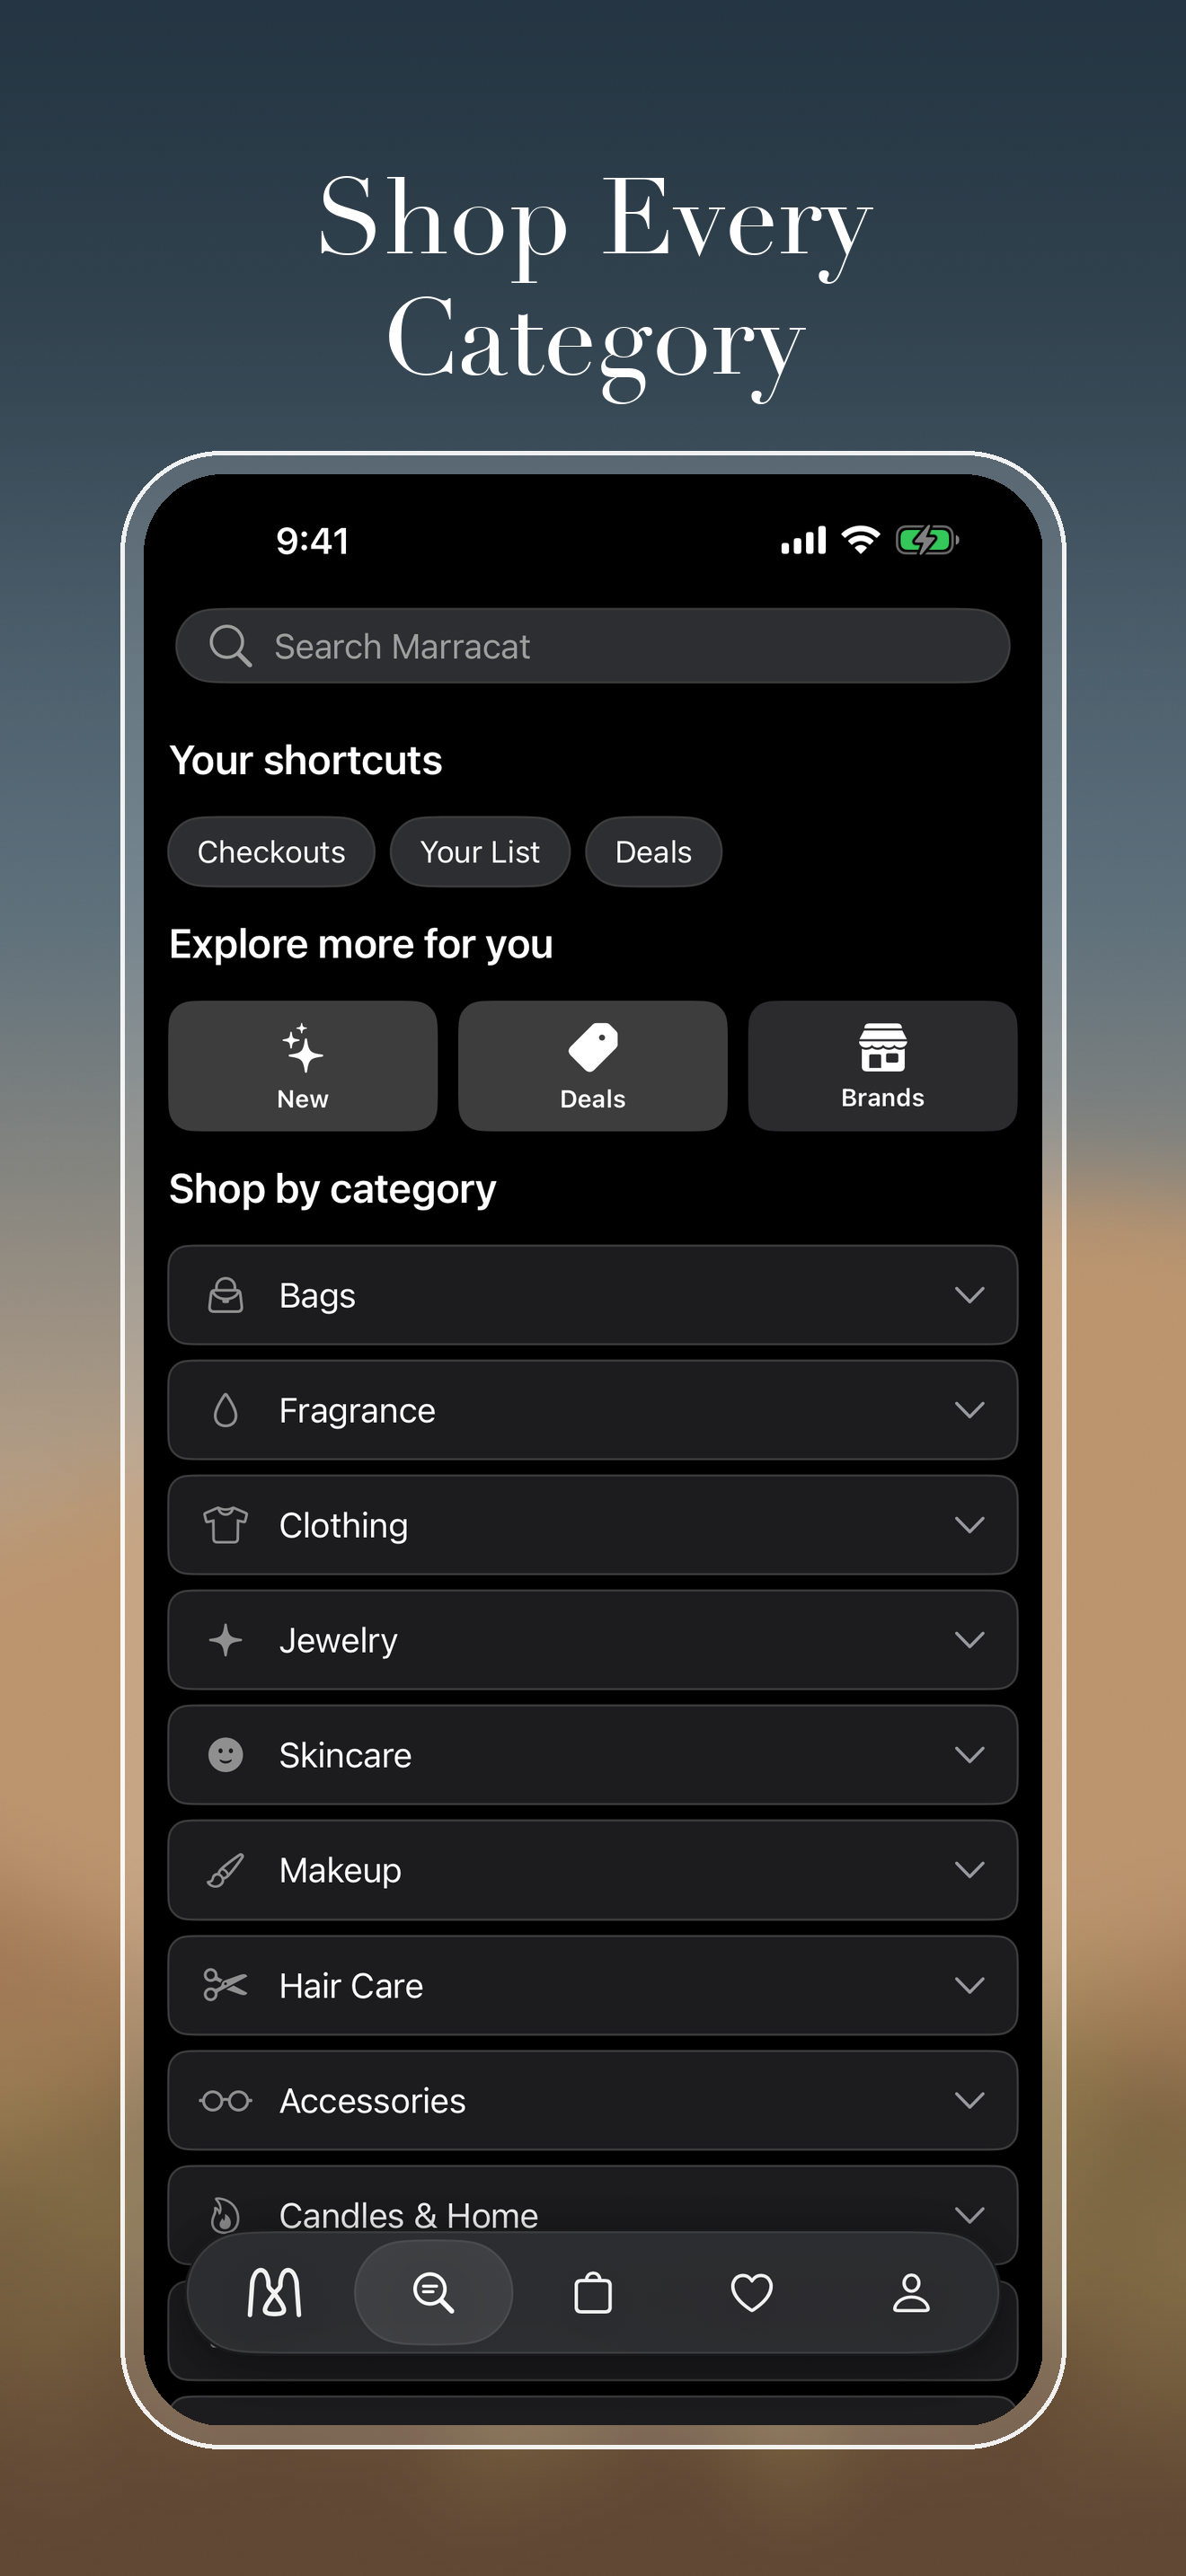 Shop Every
Category
9:41
Search Marracat
Your shortcuts
Checkouts Your List Deals
Explore more for you
New Deals Brands
Shop by category
Bags
Fragrance
Clothing
Jewelry
Skincare
Makeup
Hair Care
Accessories
Candles & Home